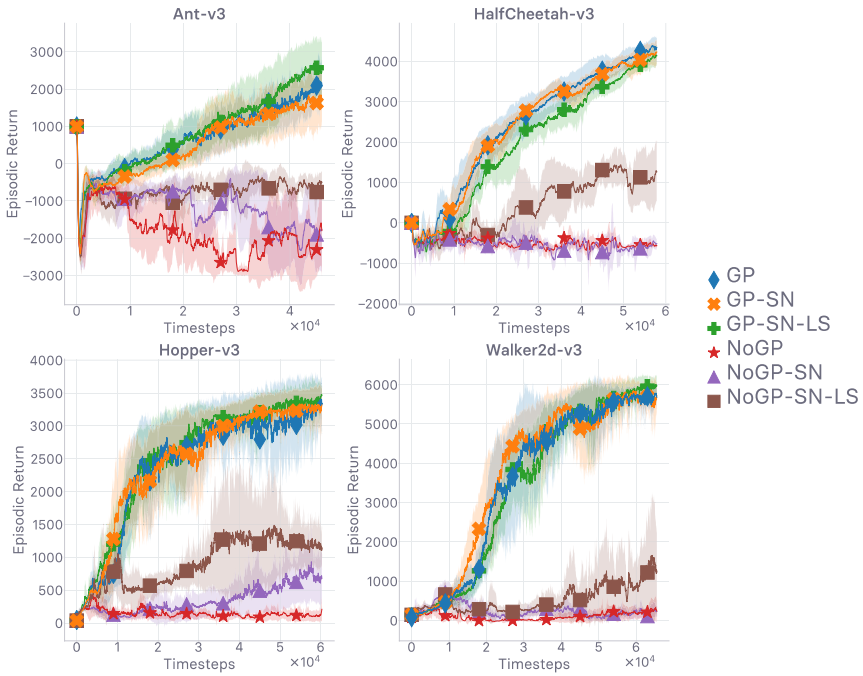 Ant-v3
Episodic Return
3000
2000
1000
0
−1000
−2000
−3000
0 1 2 3 4
Timesteps
×10⁴
HalfCheetah-v3
Episodic Return
4000
3000
2000
1000
0
−1000
−2000
0 1 2 3 4 5 6
Timesteps
×10⁴
Hopper-v3
Episodic Return
4000
3500
3000
2500
2000
1500
1000
500
0
0 1 2 3 4 5 6
Timesteps
×10⁴
Walker2d-v3
Episodic Return
6000
5000
4000
3000
2000
1000
0
0 1 2 3 4 5 6
Timesteps
×10⁴
GP
GP-SN
GP-SN-LS
NoGP
NoGP-SN
NoGP-SN-LS